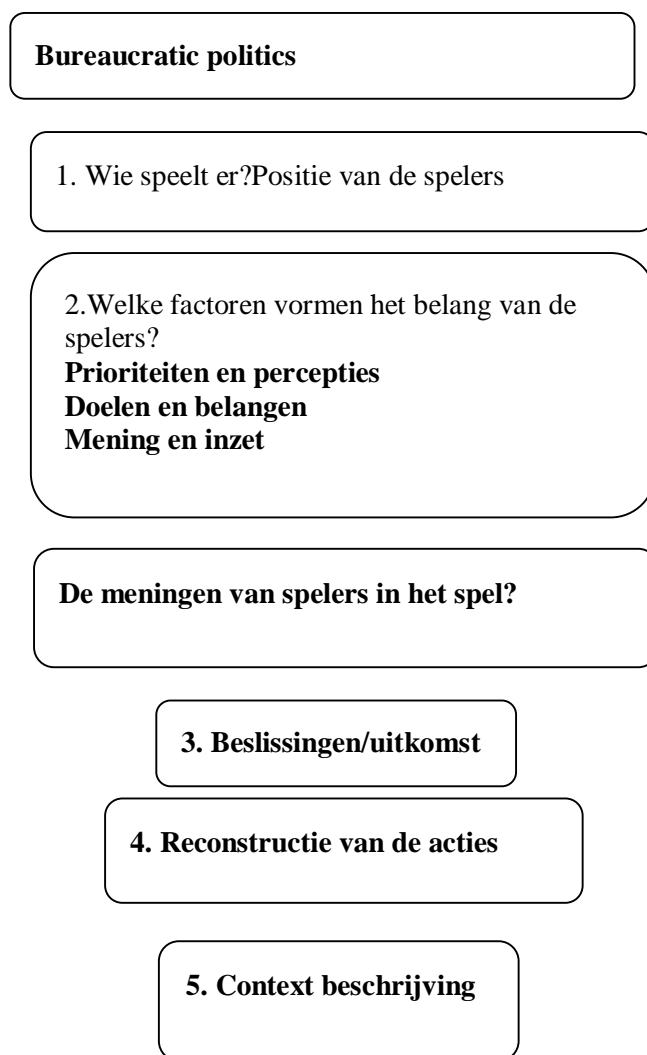 Bureaucratic politics
1. Wie speelt er?Positie van de spelers
2.Welke factoren vormen het belang van de
spelers?
Prioriteiten en percepties
Doelen en belangen
Mening en inzet
De meningen van spelers in het spel?
3. Beslissingen/uitkomst
4. Reconstructie van de acties
5. Context beschrijving